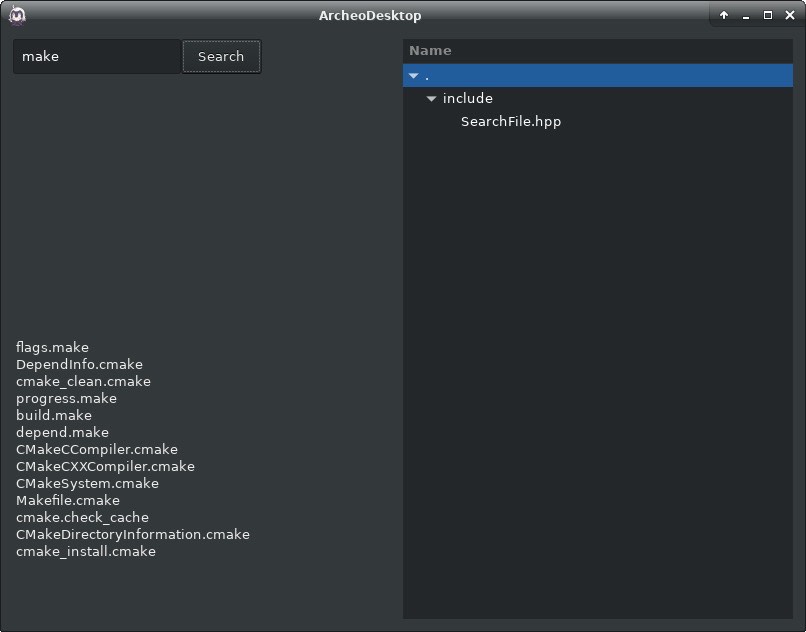 ArcheoDesktop
make
Search
flags.make
DependInfo.cmake
cmake_clean.cmake
progress.make
build.make
depend.make
CMakeCCompiler.cmake
CMakeCXXCompiler.cmake
CMakeSystem.cmake
Makefile.cmake
cmake.check_cache
CMakeDirectoryInformation.cmake
cmake_install.cmake
Name
.
include
SearchFile.hpp